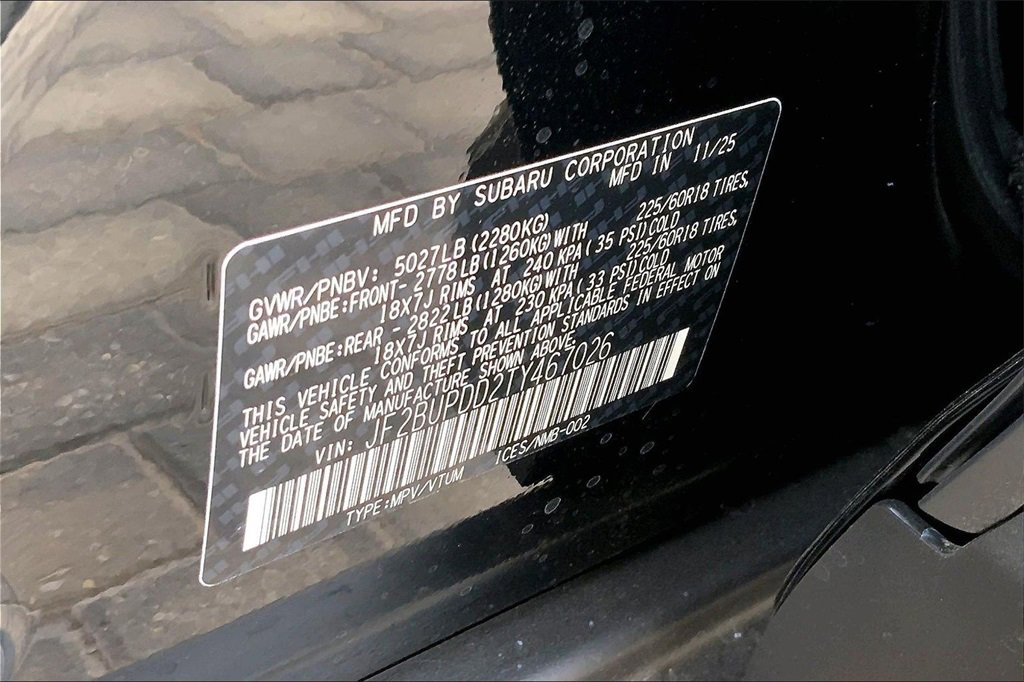 MFD BY SUBARU CORPORATION
MFD IN 11/25
GVWR/PNBV: 5027LB(2280KG)
GAWR/PNBE:FRONT- 2778LB(1260KG)WITH 225/60R18 TIRES,
18X7J RIMS AT 240 KPA(35 PSI)COLD
GAWR/PNBE:REAR - 2822LB(1280KG)WITH 225/60R18 TIRES,
18X7J RIMS AT 230 KPA(33 PSI)COLD
THIS VEHICLE CONFORMS TO ALL APPLICABLE FEDERAL MOTOR
VEHICLE SAFETY AND THEFT PREVENTION STANDARDS IN EFFECT ON
THE DATE OF MANUFACTURE SHOWN ABOVE.
VIN: JF2BUPDD2TY467026
TYPE:MPV/VTUM ICES/NMB-002